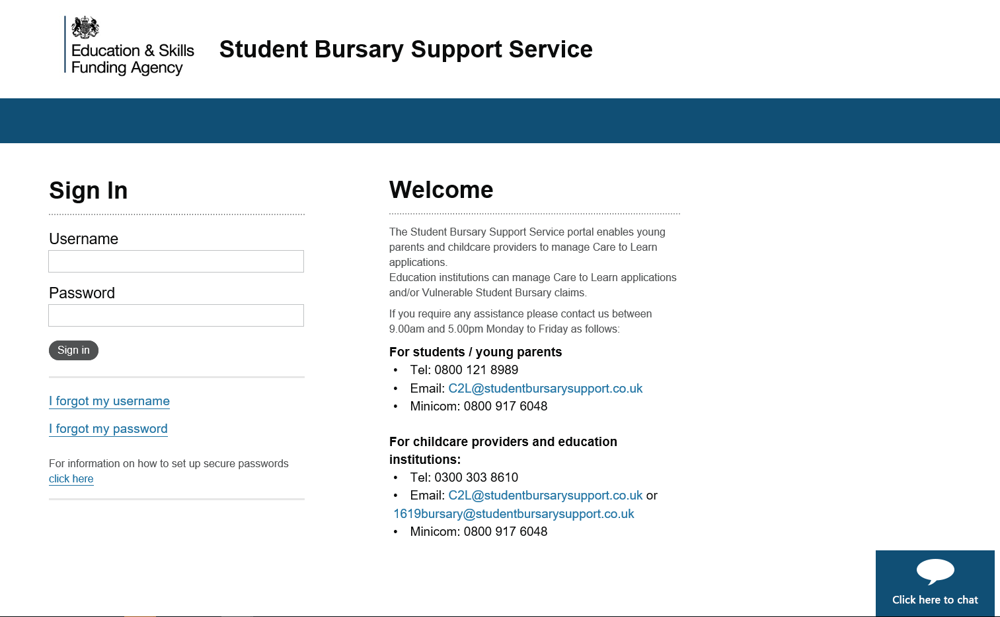 Education & Skills
Funding Agency
Student Bursary Support Service
Sign In
Username
Password
Sign in
I forgot my username
I forgot my password
For information on how to set up secure passwords
click here
Welcome
The Student Bursary Support Service portal enables young
parents and childcare providers to manage Care to Learn
applications.
Education institutions can manage Care to Learn applications
and/or Vulnerable Student Bursary claims.
If you require any assistance please contact us between
9.00am and 5.00pm Monday to Friday as follows:
For students / young parents
• Tel: 0800 121 8989
• Email: C2L@studentbursarysupport.co.uk
• Minicom: 0800 917 6048
For childcare providers and education
institutions:
• Tel: 0300 303 8610
• Email: C2L@studentbursarysupport.co.uk or
1619bursary@studentbursarysupport.co.uk
• Minicom: 0800 917 6048
Click here to chat